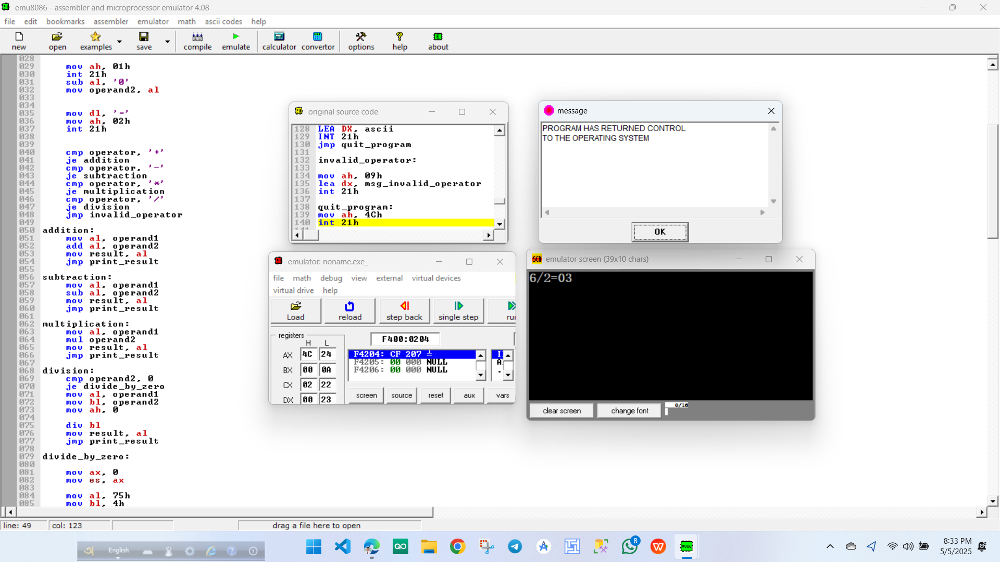 emu8086 - assembler and microprocessor emulator 4.08
file edit bookmarks assembler emulator math ascii codes help
new open examples save compile emulate calculator convertor options help about
028
029 mov ah, 01h
030 int 21h
031 sub al, '0'
032 mov operand2, al
033
034
035 mov dl, '='
036 mov ah, 02h
037 int 21h
038
039
040 cmp operator, '+'
041 je addition
042 cmp operator, '-'
043 je subtraction
044 cmp operator, '*'
045 je multiplication
046 cmp operator, '/'
047 je division
048 jmp invalid_operator
049
050 addition:
051 mov al, operand1
052 add al, operand2
053 mov result, al
054 jmp print_result
055
056 subtraction:
057 mov al, operand1
058 sub al, operand2
059 mov result, al
060 jmp print_result
061
062 multiplication:
063 mov al, operand1
064 mul operand2
065 mov result, al
066 jmp print_result
067
068 division:
069 cmp operand2, 0
070 je divide_by_zero
071 mov al, operand1
072 mov bl, operand2
073 mov ah, 0
074
075 div bl
076 mov result, al
077 jmp print_result
078
079 divide_by_zero:
080
081 mov ax, 0
082 mov es, ax
083
084 mov al, 75h
085 mov bl, 4h
original source code
128 LEA DX, ascii
129 INT 21h
130 jmp quit_program
131
132 invalid_operator:
133
134 mov ah, 09h
135 lea dx, msg_invalid_operator
136 int 21h
137
138 quit_program:
139 mov ah, 4Ch
140 int 21h
message
PROGRAM HAS RETURNED CONTROL
TO THE OPERATING SYSTEM
OK
emulator: noname.exe_
file math debug view external virtual devices
virtual drive help
Load reload step back single step run
registers
H L
F400:0204
AX 4C 24
BX 00 0A
CX 02 22
DX 00 23
F4204: CF 207 ╧
F4205: 00 000 NULL
F4206: 00 000 NULL
screen source reset aux vars
emulator screen (39x10 chars)
6/2=03
clear screen change font 0/16
line: 49 col: 123 drag a file here to open
English
8
8:33 PM
5/5/2025